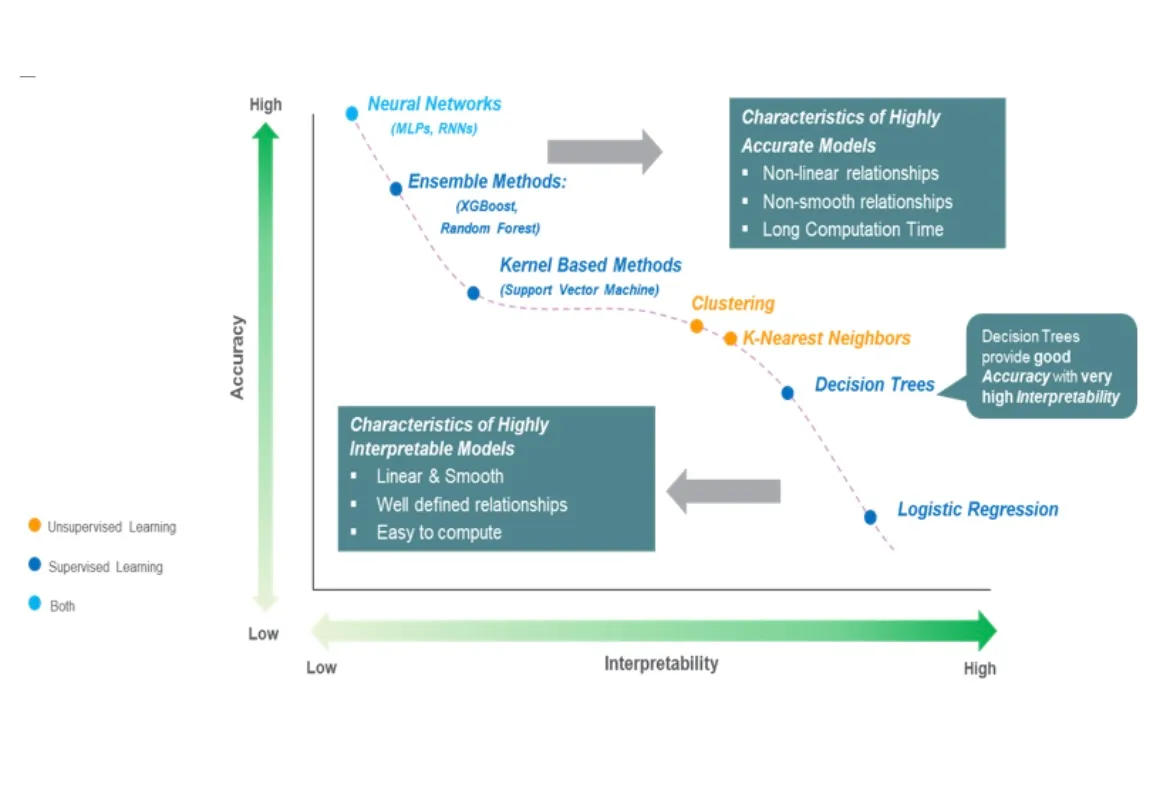 High
Neural Networks
(MLPs, RNNs)
Ensemble Methods:
(XGBoost,
Random Forest)
Kernel Based Methods
(Support Vector Machine)
Characteristics of Highly
Accurate Models
▪ Non-linear relationships
▪ Non-smooth relationships
▪ Long Computation Time
Clustering
K-Nearest Neighbors
Decision Trees
Decision Trees
provide good
Accuracy with very
high Interpretability
Accuracy
Characteristics of Highly
Interpretable Models
▪ Linear & Smooth
▪ Well defined relationships
▪ Easy to compute
Logistic Regression
Unsupervised Learning
Supervised Learning
Both
Low
Low
Interpretability
High